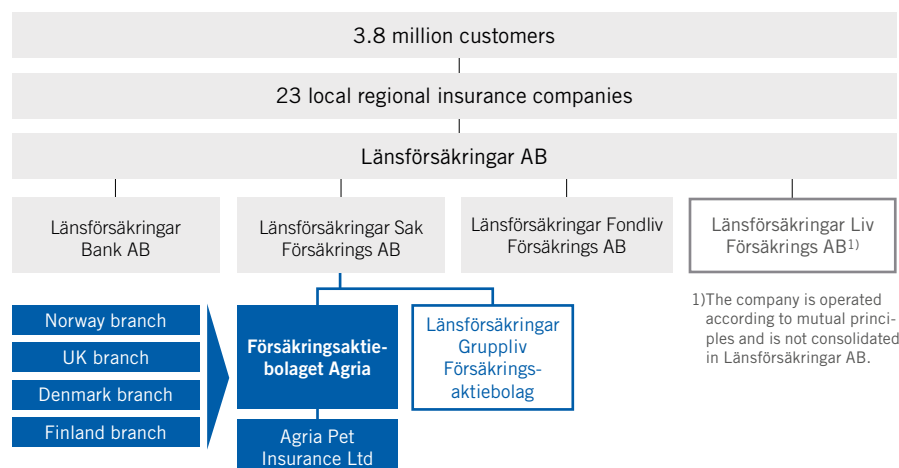 3.8 million customers
23 local regional insurance companies
Länsförsäkringar AB
Länsförsäkringar
Bank AB
Länsförsäkringar Sak
Försäkrings AB
Länsförsäkringar Fondliv
Försäkrings AB
Länsförsäkringar Liv
Försäkrings AB1)
1)The company is operated
according to mutual princi-
ples and is not consolidated
in Länsförsäkringar AB.
Norway branch
UK branch
Denmark branch
Finland branch
Försäkringsaktie-
bolaget Agria
Länsförsäkringar
Gruppliv
Försäkrings-
aktiebolag
Agria Pet
Insurance Ltd